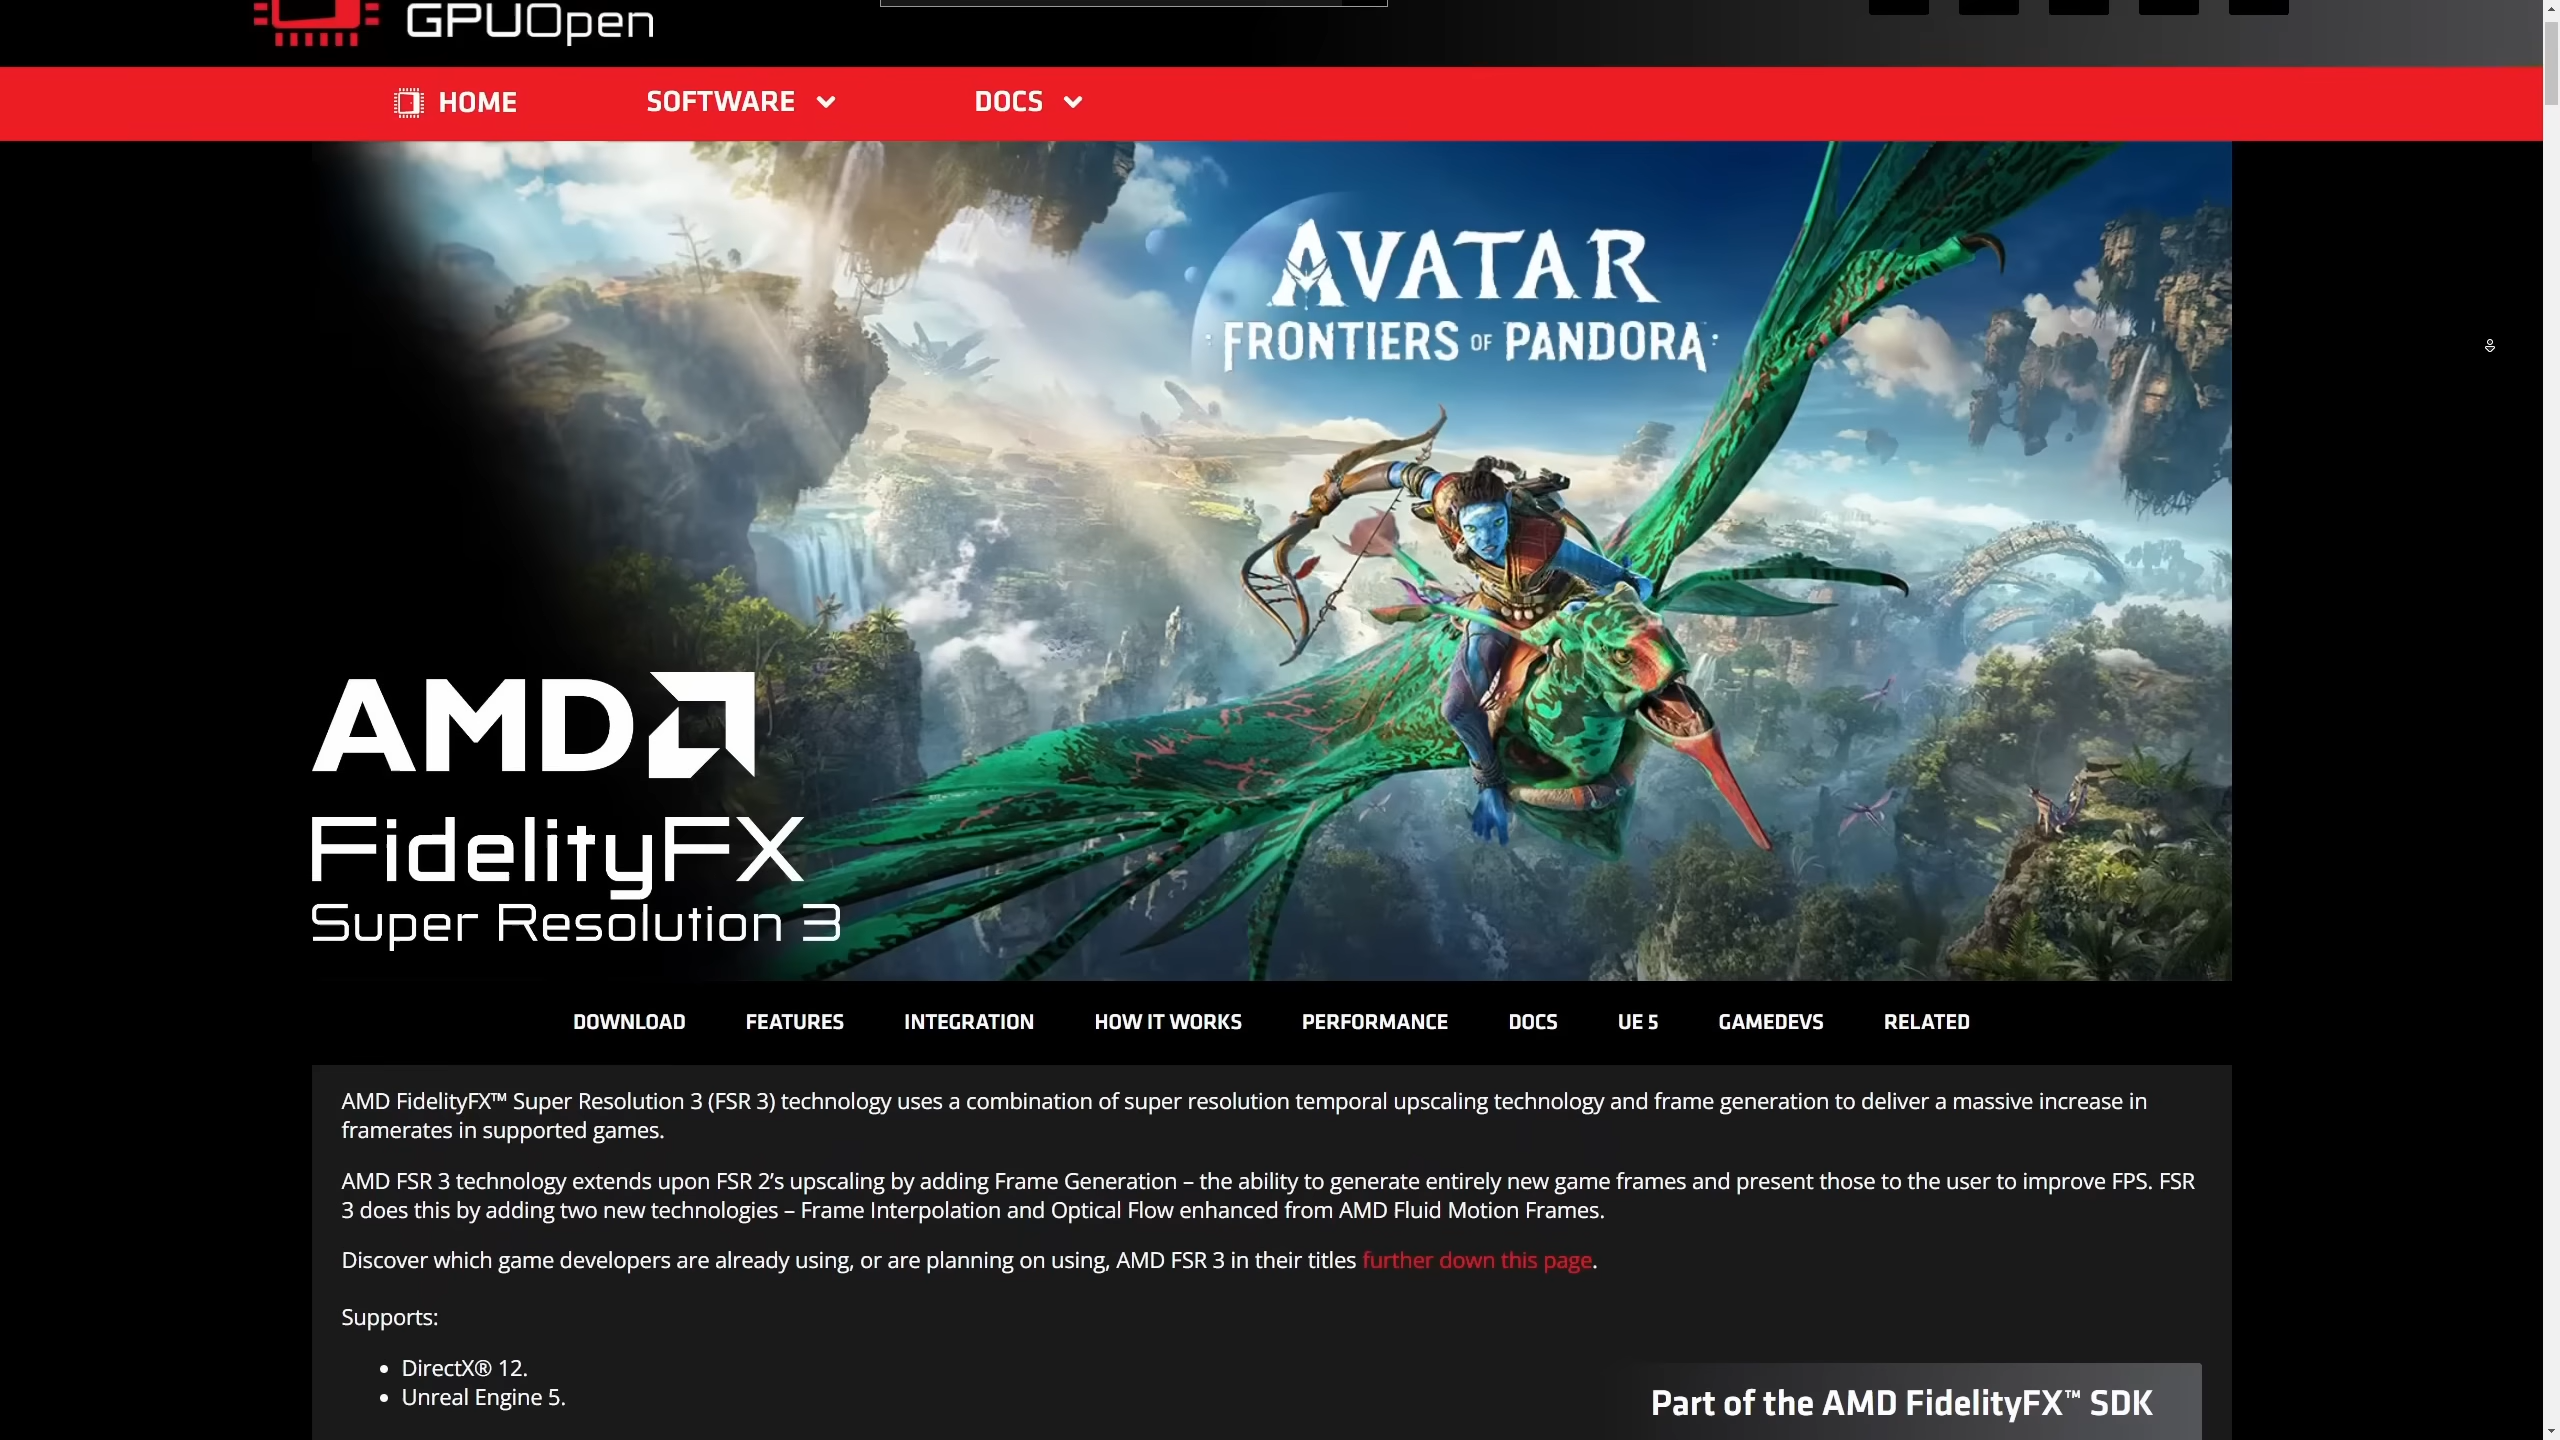 GPUOpen
HOME
SOFTWARE
DOCS
AVATAR
FRONTIERS OF PANDORA
AMD
FidelityFX
Super Resolution 3
DOWNLOAD
FEATURES
INTEGRATION
HOW IT WORKS
PERFORMANCE
DOCS
UE 5
GAMEDEVS
RELATED
AMD FidelityFX™ Super Resolution 3 (FSR 3) technology uses a combination of super resolution temporal upscaling technology and frame generation to deliver a massive increase in
framerates in supported games.
AMD FSR 3 technology extends upon FSR 2’s upscaling by adding Frame Generation – the ability to generate entirely new game frames and present those to the user to improve FPS. FSR
3 does this by adding two new technologies – Frame Interpolation and Optical Flow enhanced from AMD Fluid Motion Frames.
Discover which game developers are already using, or are planning on using, AMD FSR 3 in their titles further down this page.
Supports:
• DirectX® 12.
• Unreal Engine 5.
Part of the AMD FidelityFX™ SDK